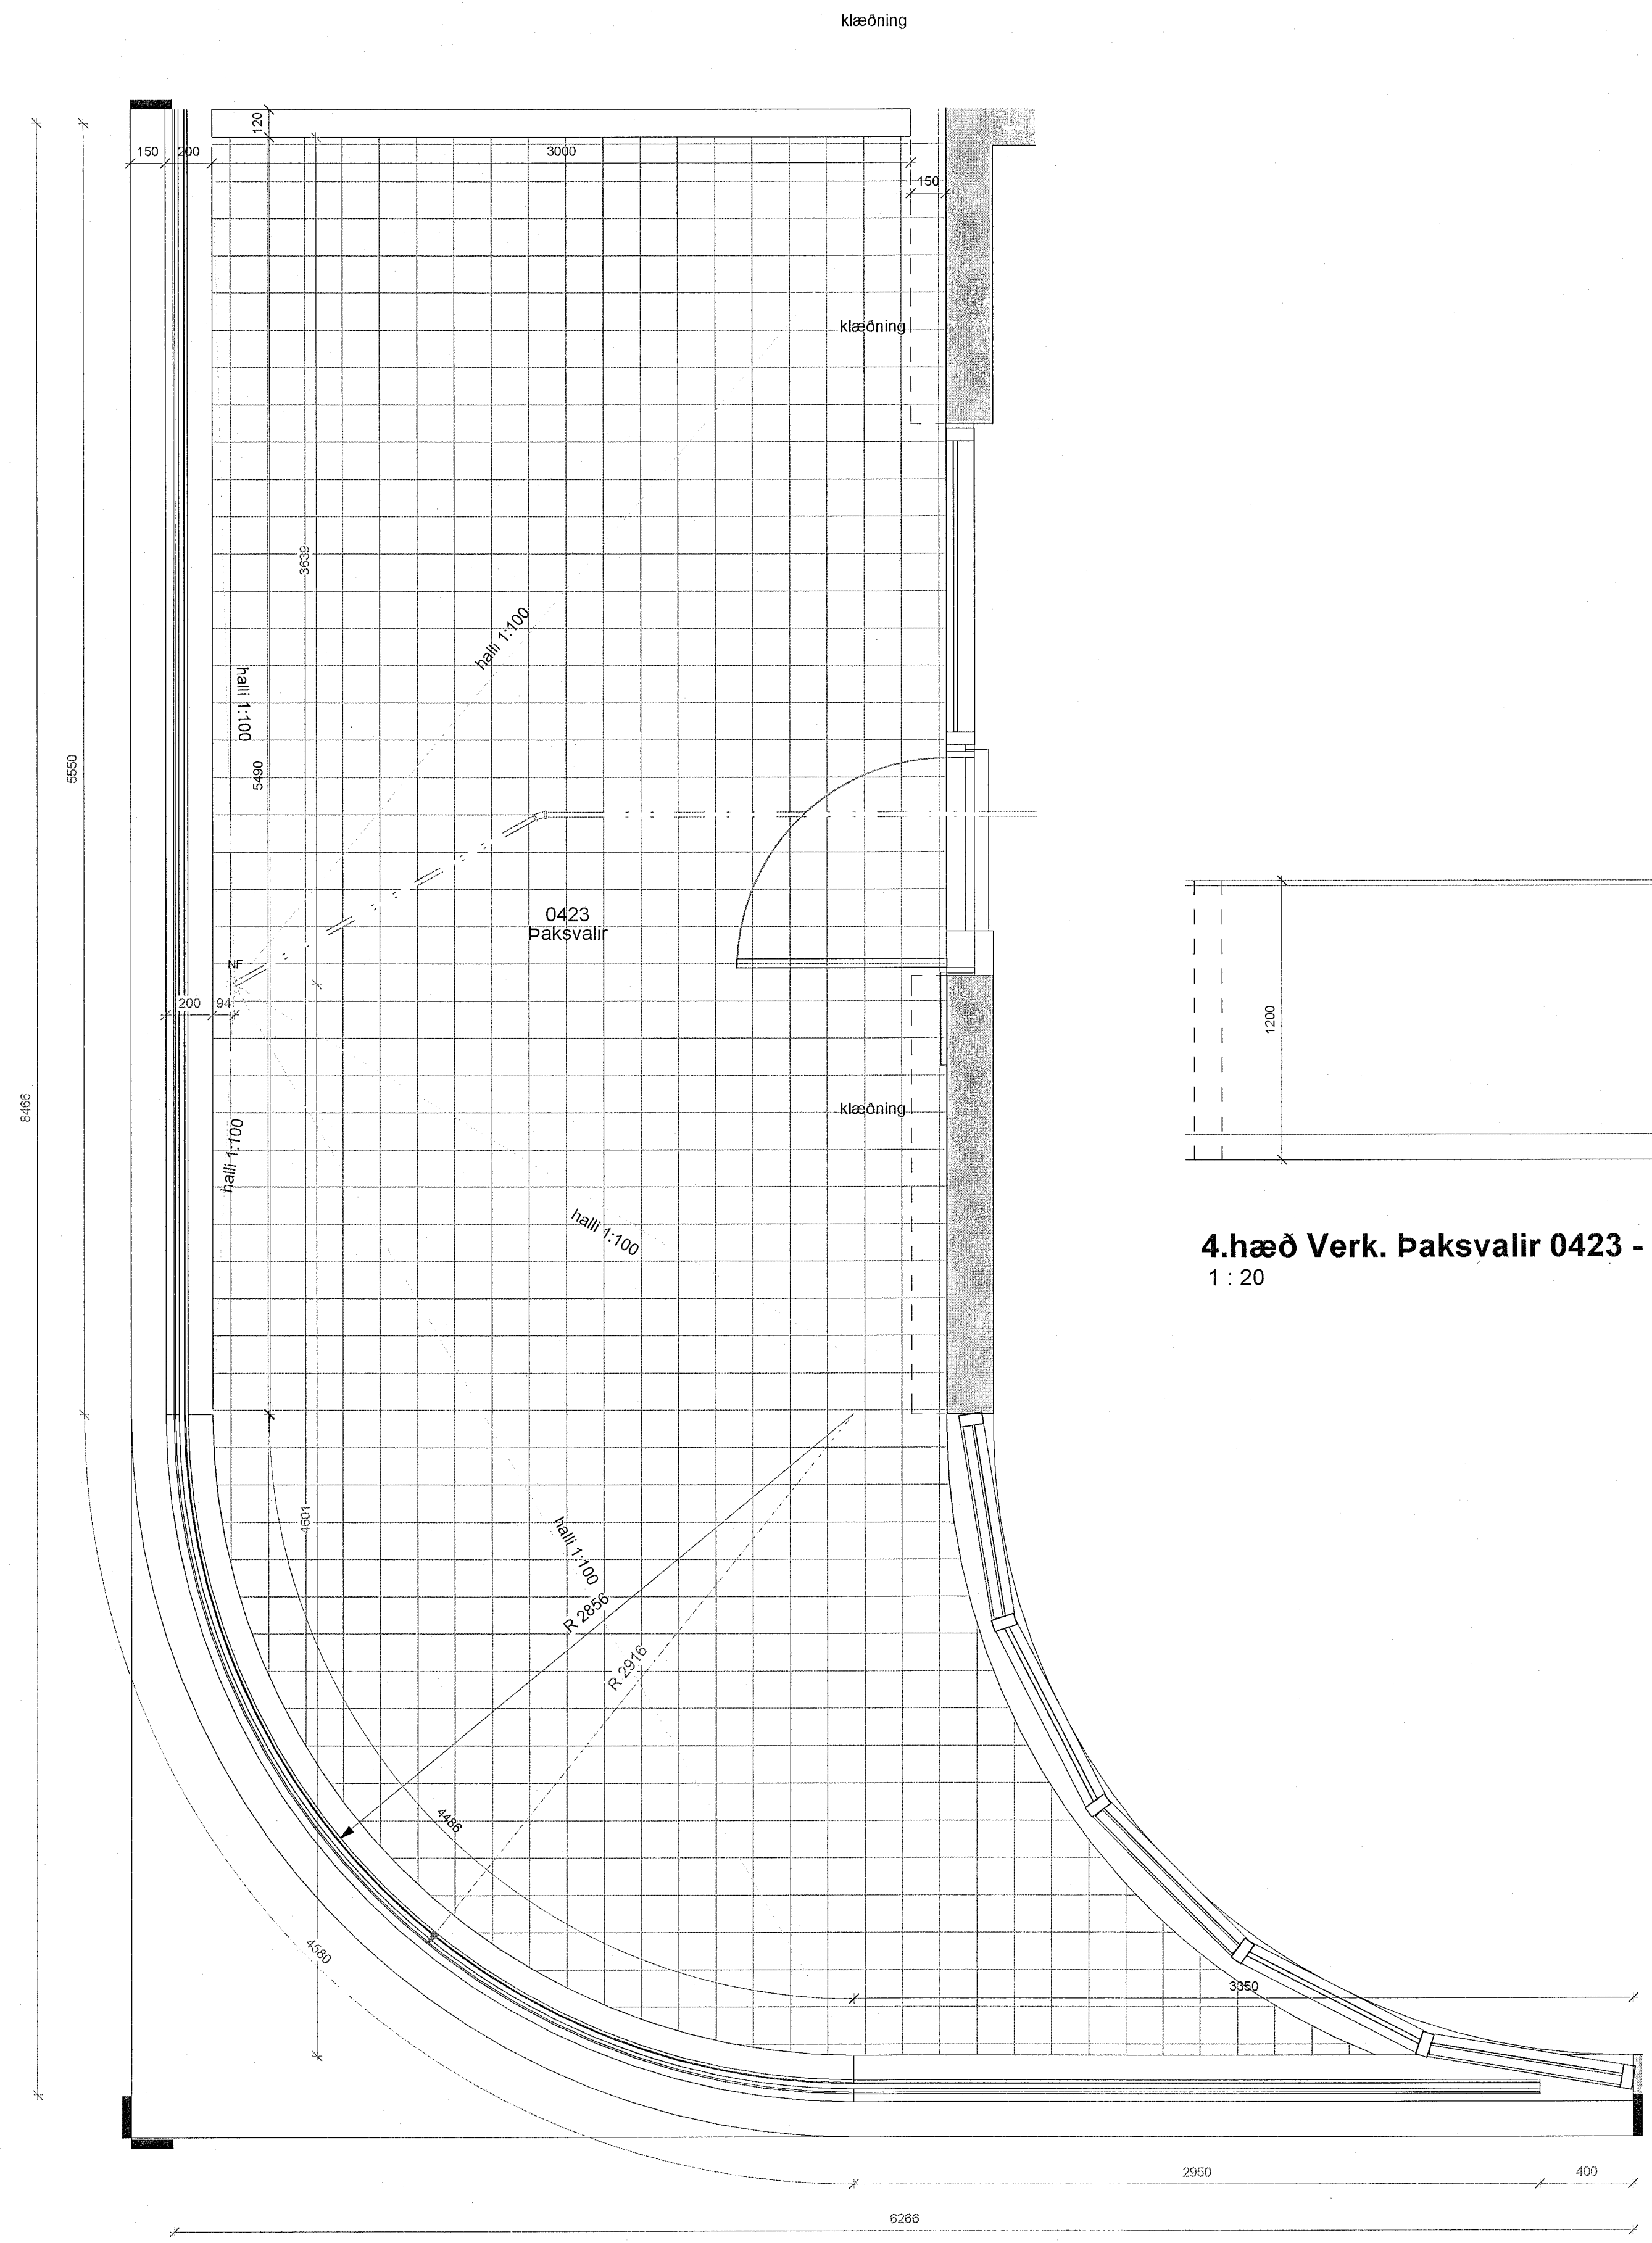 klæðning
120
150
200
3000
150
klæðning
3639
halli 1:100
halli 1:100
5550
5490
0423
Þaksvalir
NF
200
94
1200
8466
klæðning
halli 1:100
halli 1:100
4.hæð Verk. Þaksvalir 0423 -
1 : 20
4601
halli 1:100
R 2856
R 2916
4486
4580
3350
2950
400
6266